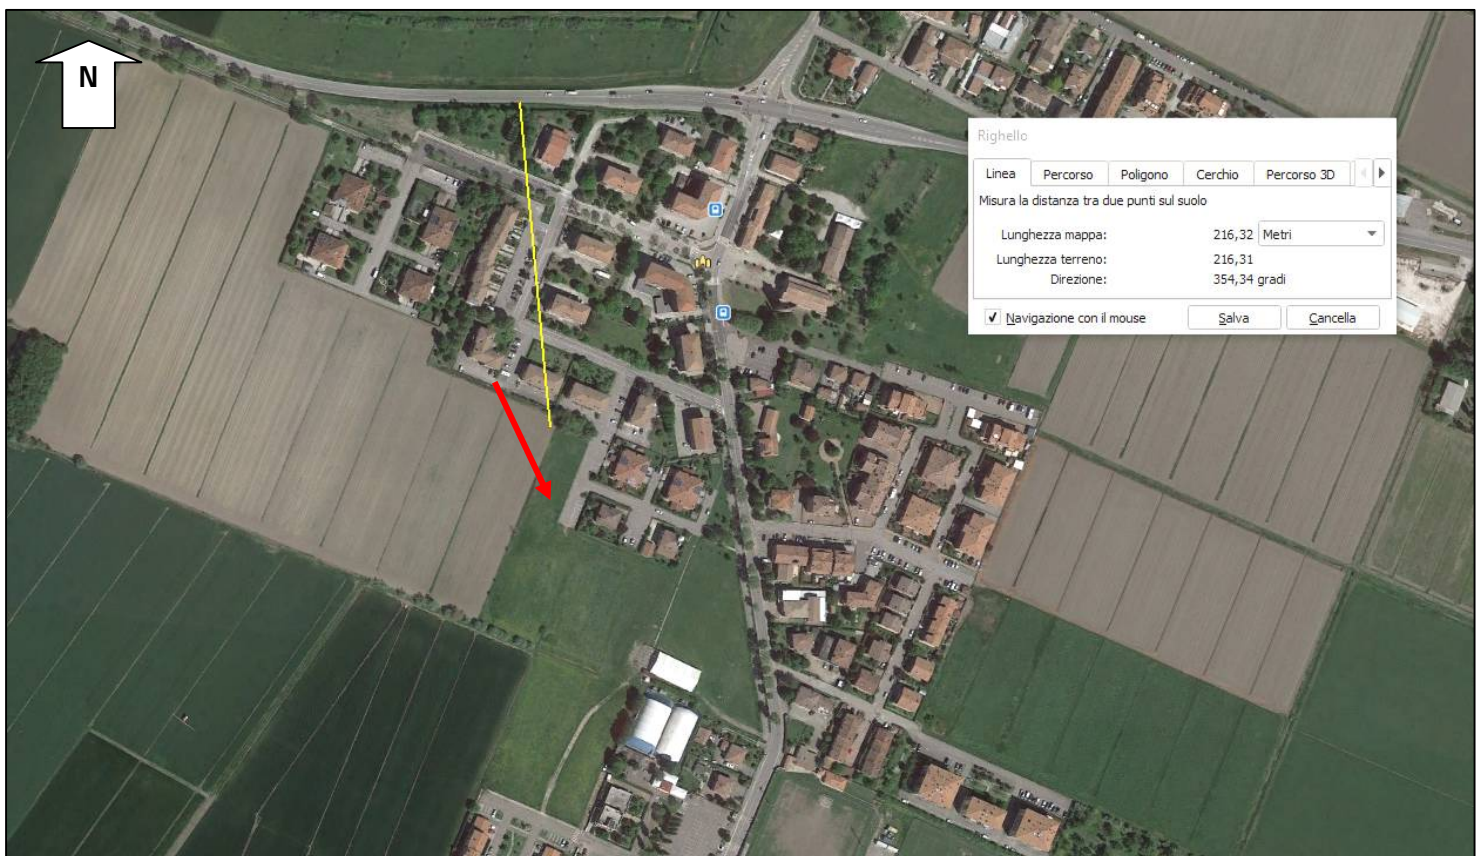 N
Righello
Linea Percorso Poligono Cerchio Percorso 3D
Misura la distanza tra due punti sul suolo
Lunghezza mappa: 216,32 Metri
Lunghezza terreno: 216,31
Direzione: 354,34 gradi
Navigazione con il mouse Salva Cancella